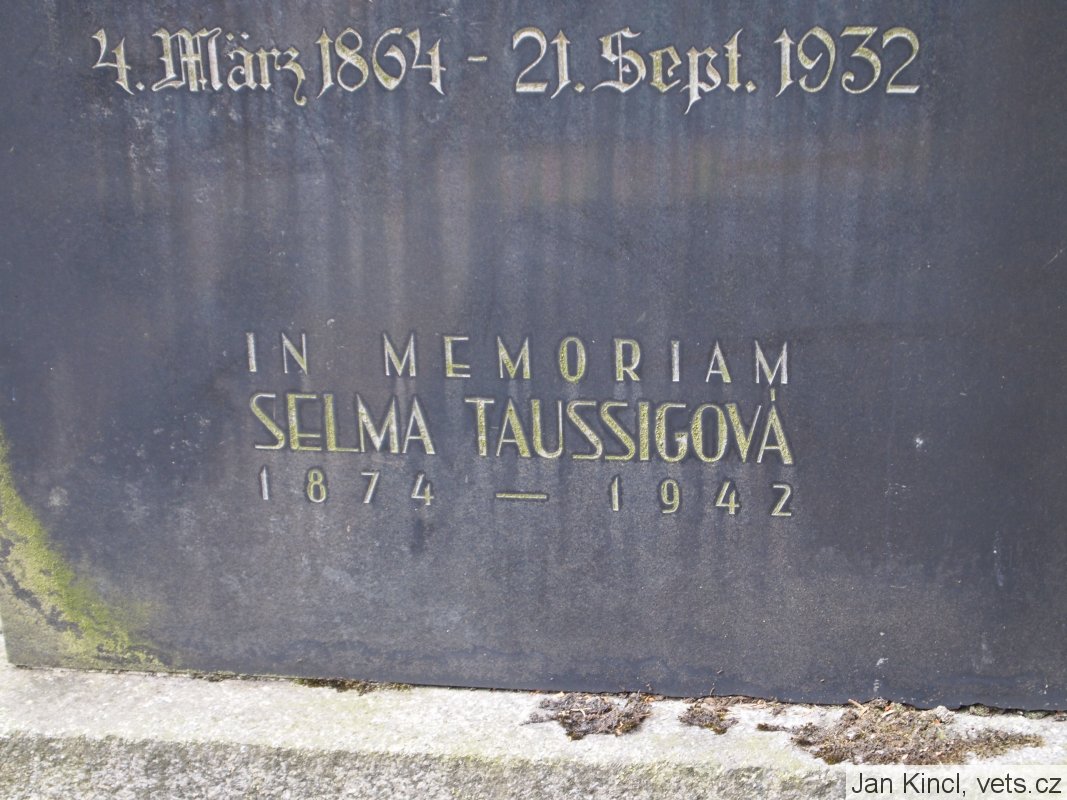 4. März 1864 - 21. Sept. 1932
IN MEMORIAM
SELMA TAUSSIGOVÁ
1874 — 1942
Jan Kincl, vets.cz